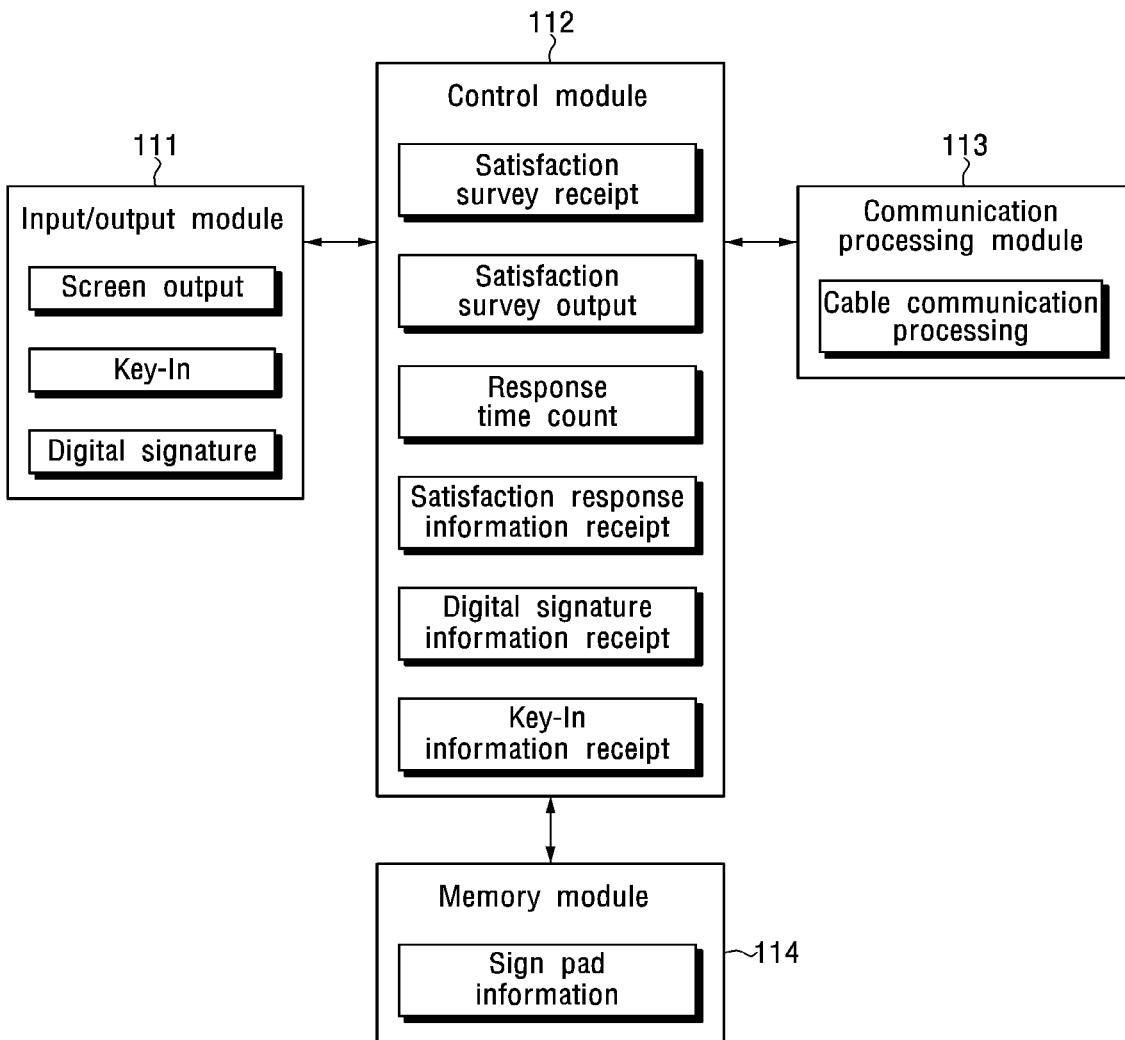 112
Control module
Satisfaction
survey receipt
Satisfaction
survey output
Response
time count
Satisfaction response
information receipt
Digital signature
information receipt
Key-In
information receipt
111
Input/output module
Screen output
Key-In
Digital signature
113
Communication
processing module
Cable communication
processing
Memory module
Sign pad
information
114